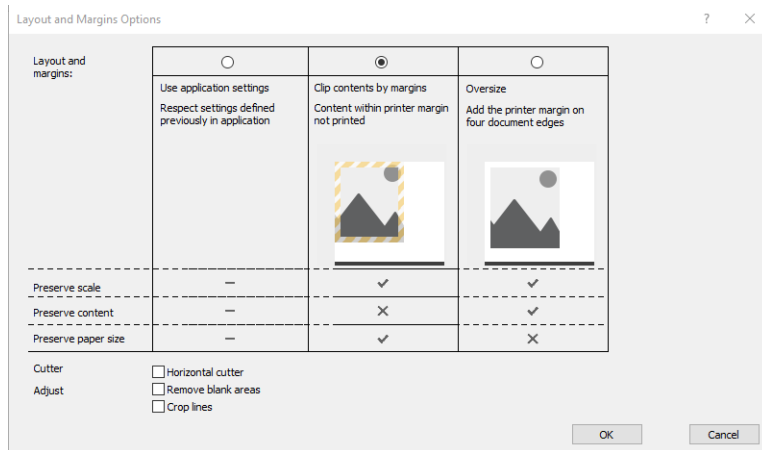 Layout and Margins Options
Layout and
margins:
Use application settings
Respect settings defined
previously in application
Clip contents by margins
Content within printer margin
not printed
Oversize
Add the printer margin on
four document edges
Preserve scale
Preserve content
Preserve paper size
Cutter
Horizontal cutter
Adjust
Remove blank areas
Crop lines
OK
Cancel